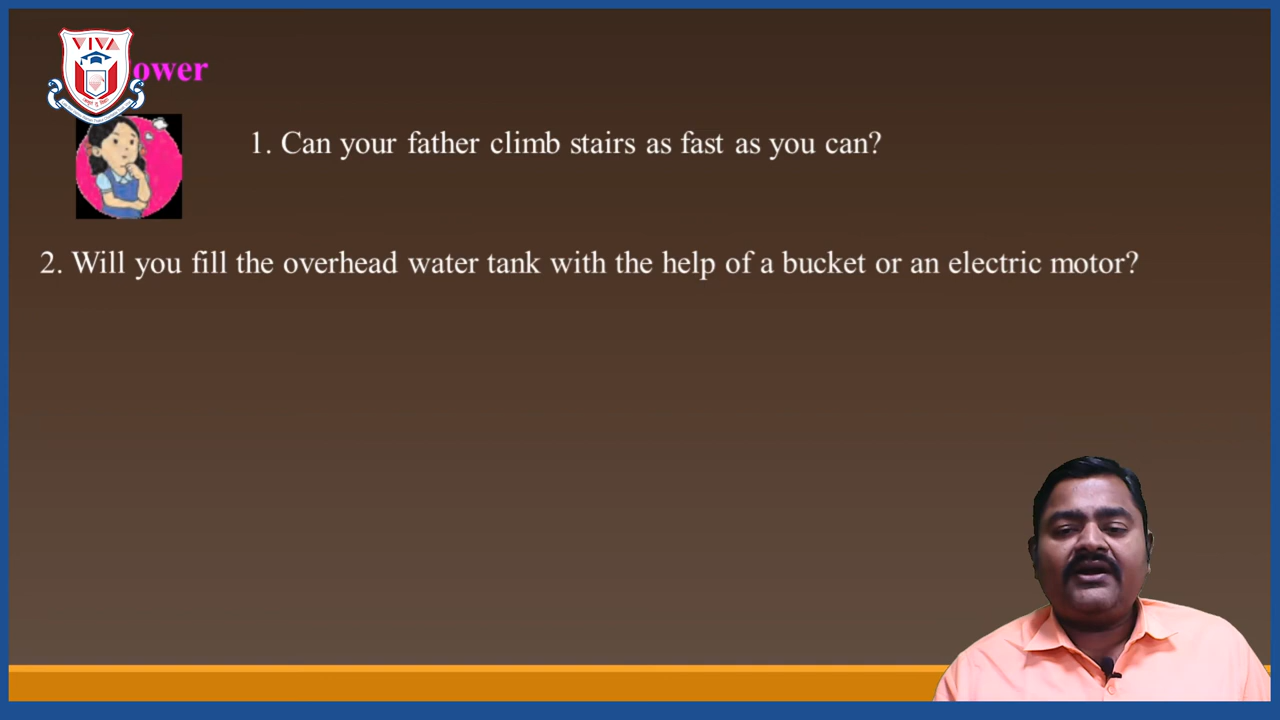 VIVA
ower
1. Can your father climb stairs as fast as you can?
2. Will you fill the overhead water tank with the help of a bucket or an electric motor?